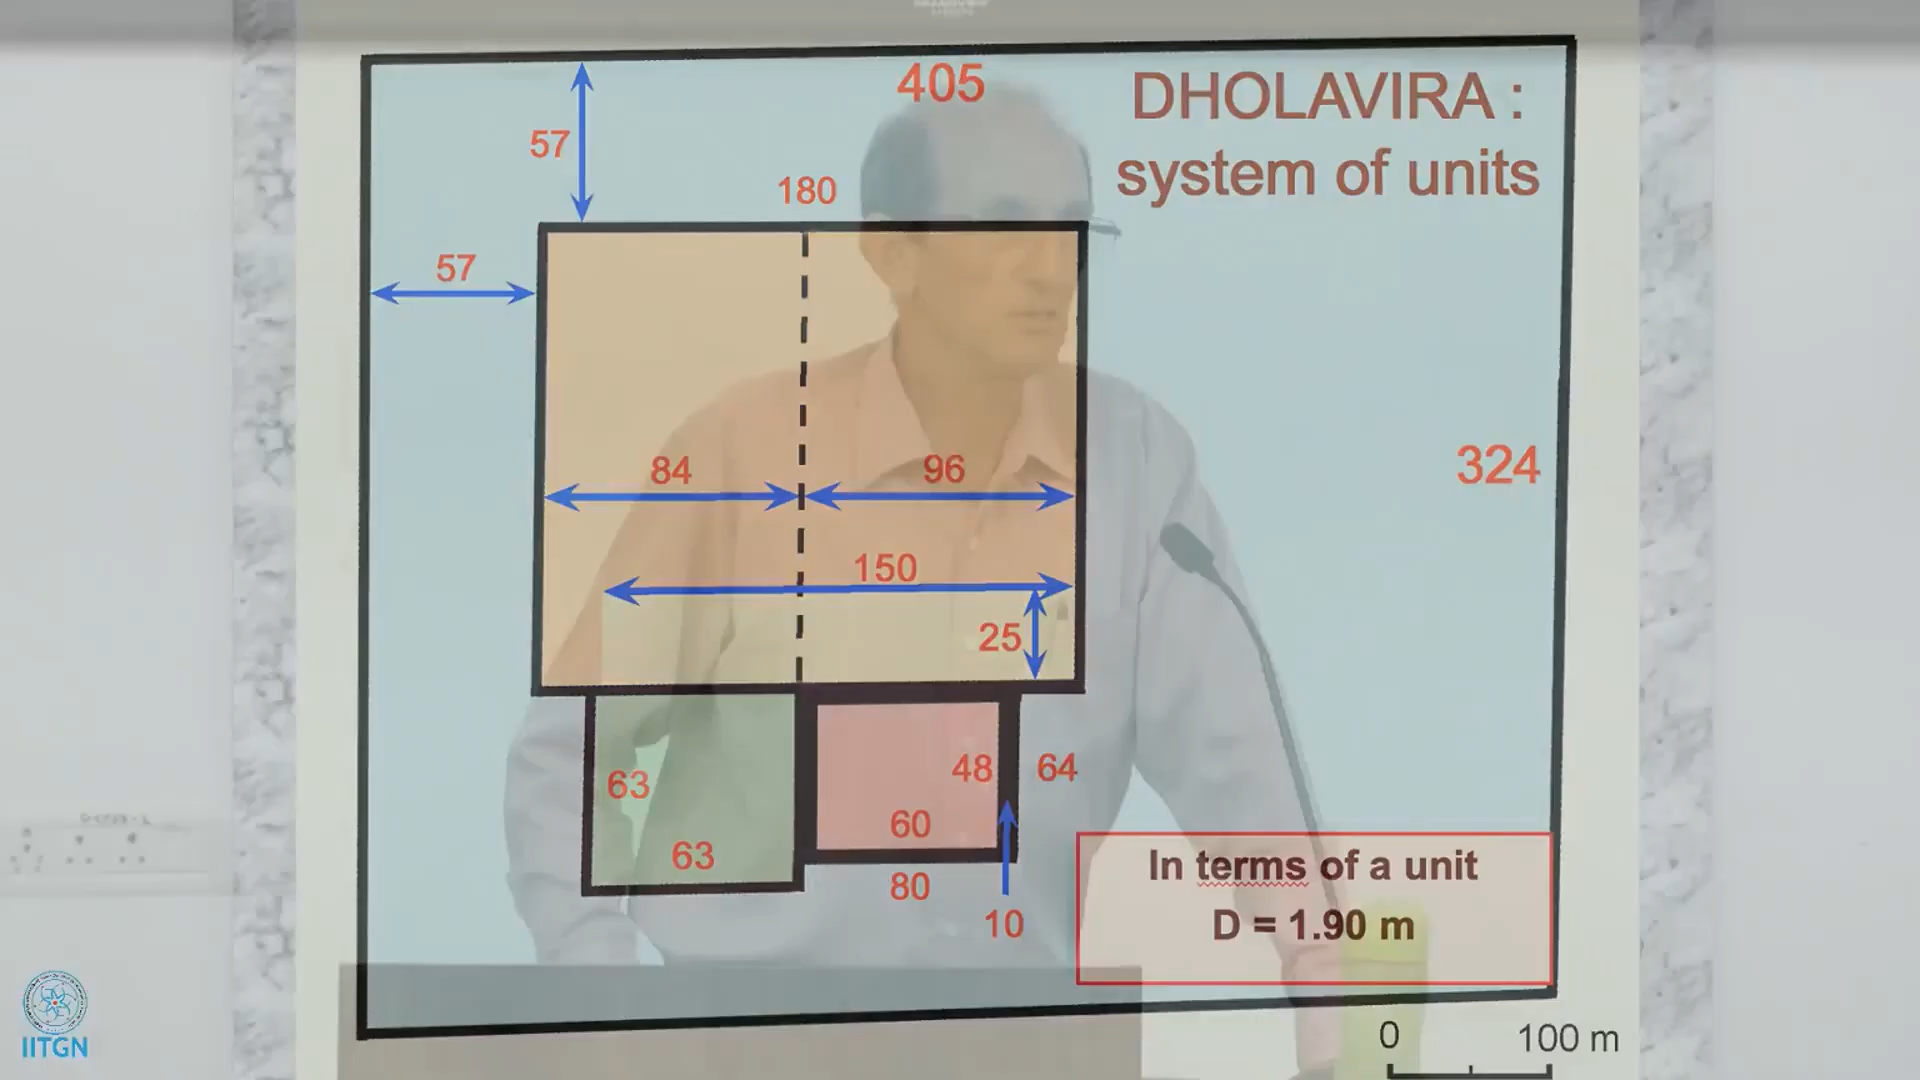 405
DHOLAVIRA :
system of units
57
180
57
84
96
324
150
25
63
48
64
60
63
80
10
In terms of a unit
D = 1.90 m
0
100 m
IITGN